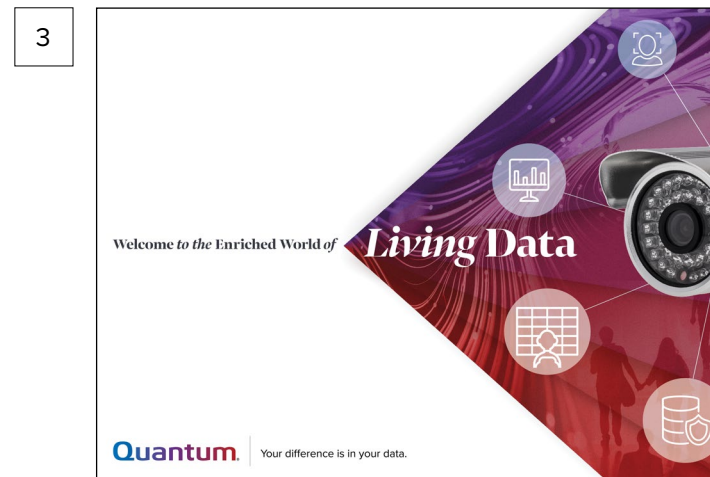 3
Welcome to the Enriched World of Living Data
Quantum.
Your difference is in your data.